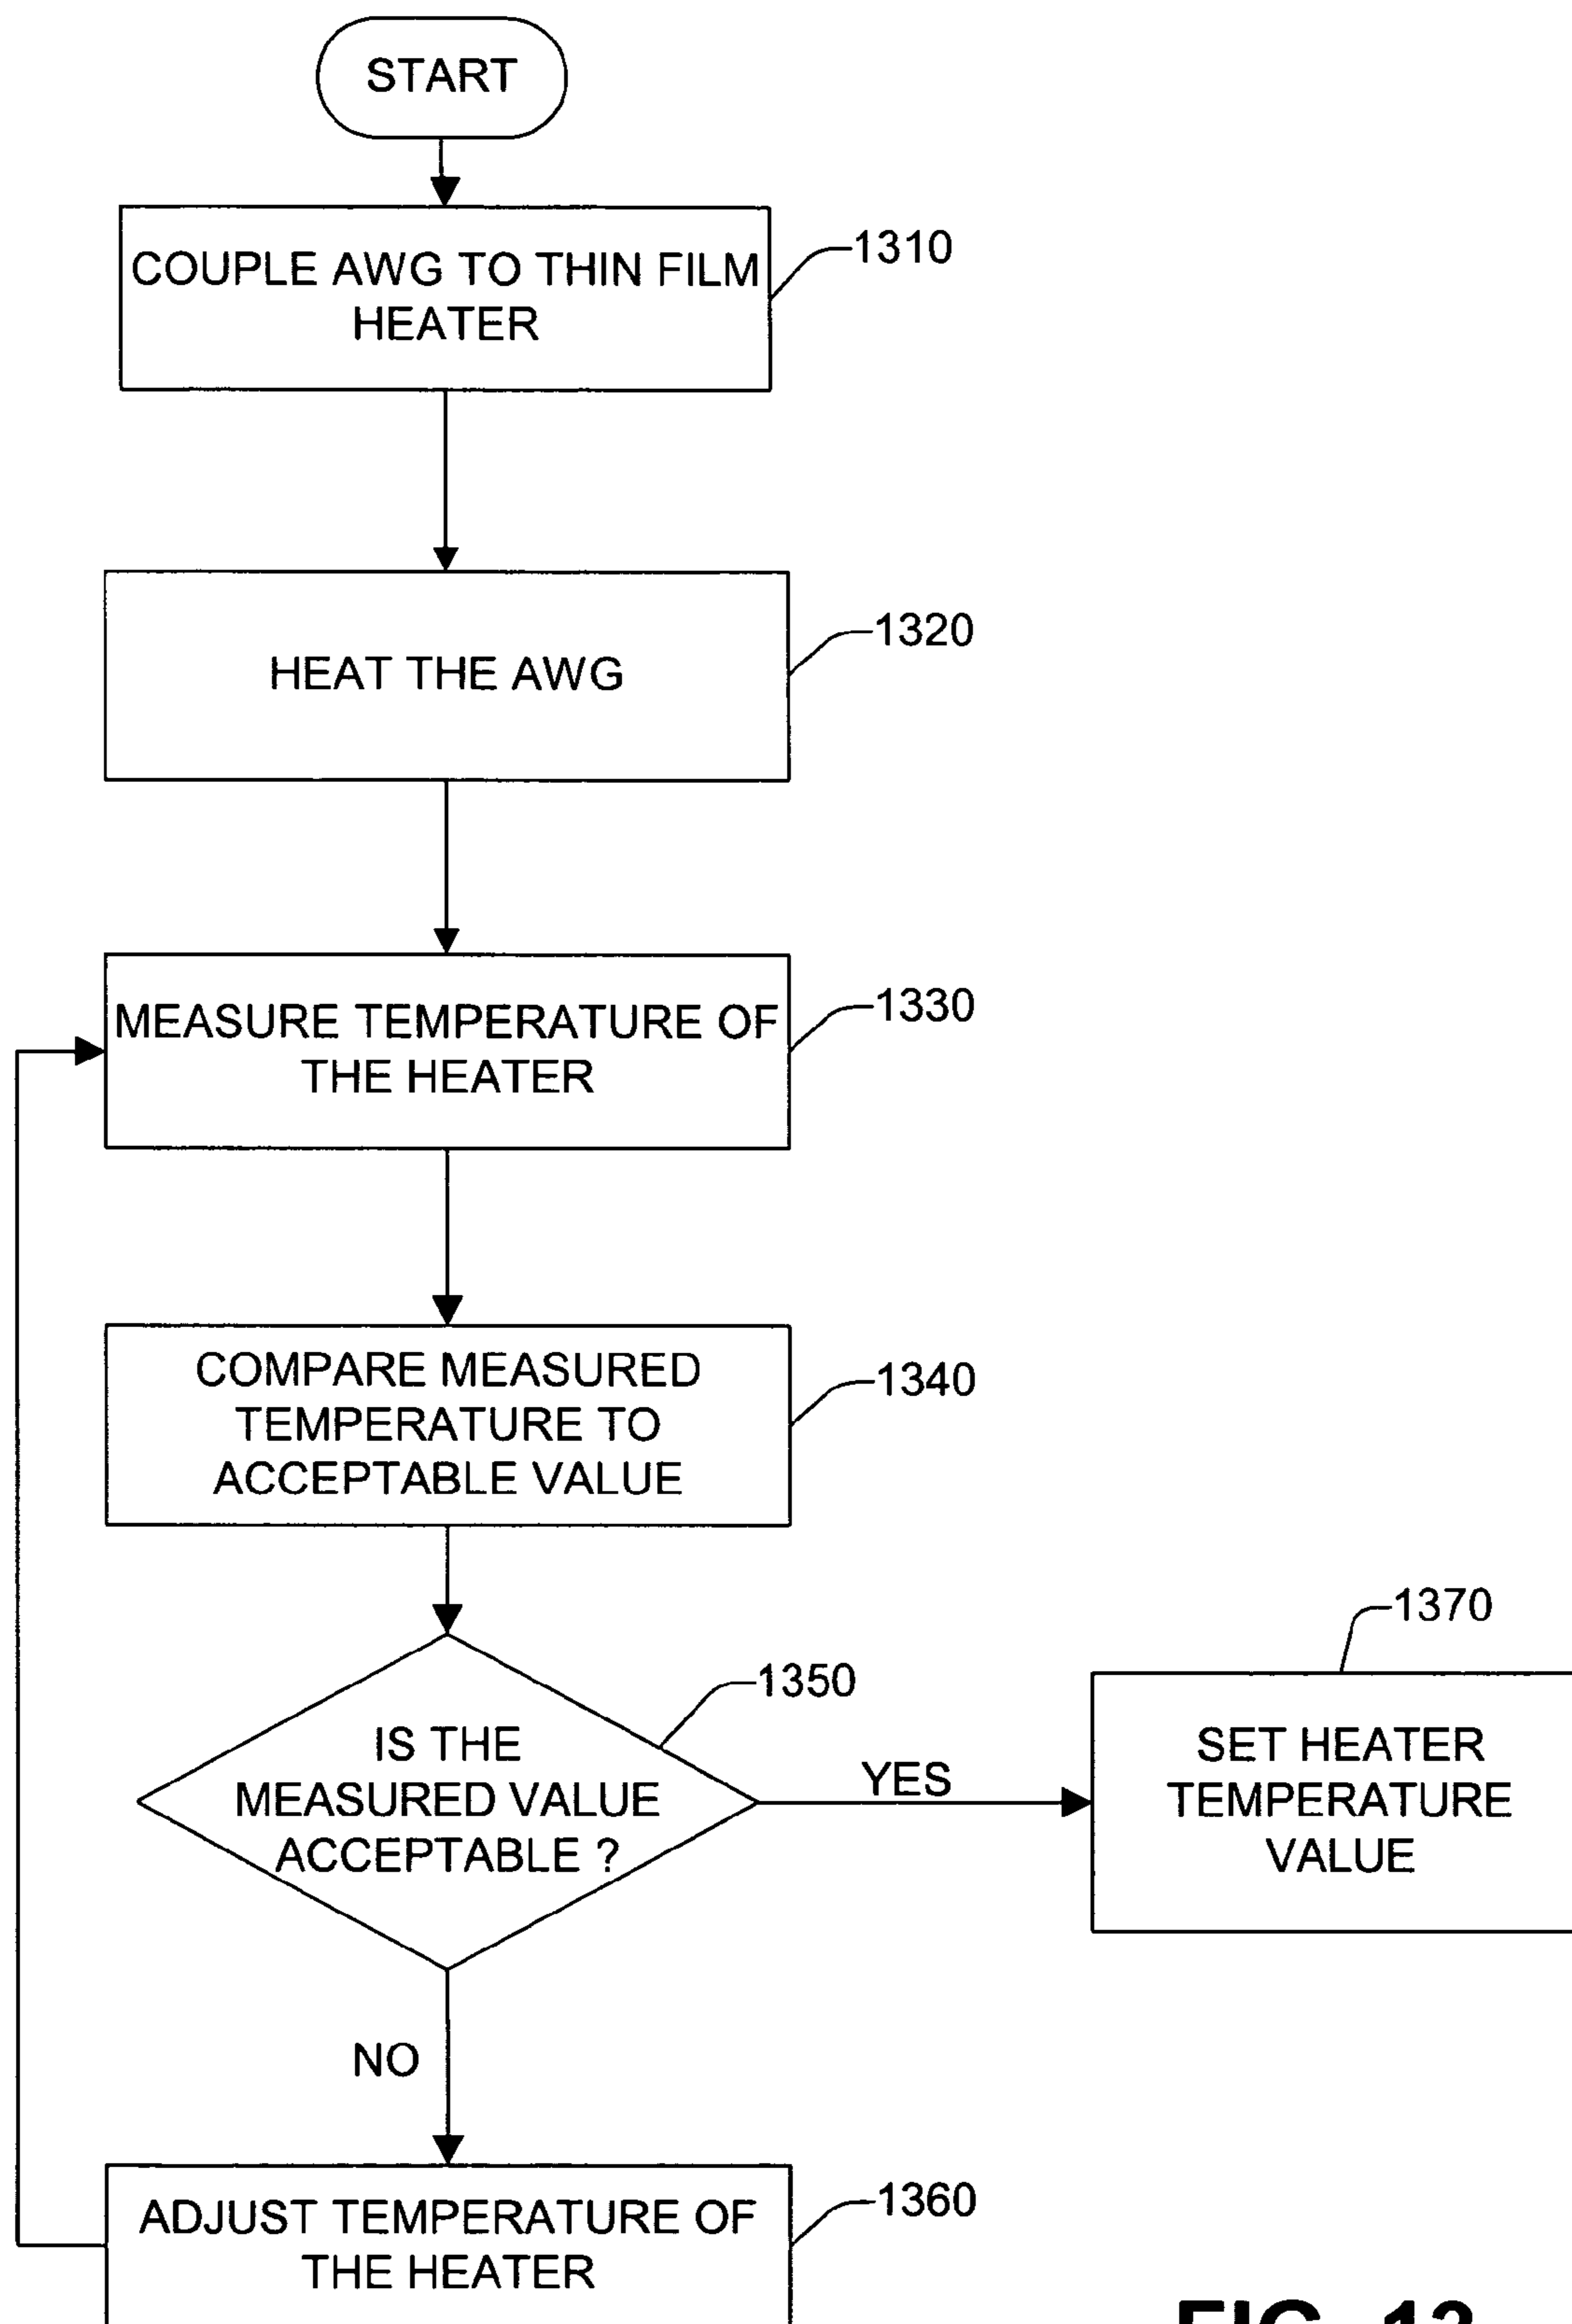 START
COUPLE AWG TO THIN FILM
HEATER
1310
HEAT THE AWG
1320
MEASURE TEMPERATURE OF
THE HEATER
1330
COMPARE MEASURED
TEMPERATURE TO
ACCEPTABLE VALUE
1340
IS THE
MEASURED VALUE
ACCEPTABLE ?
1350
YES
1370
SET HEATER
TEMPERATURE
VALUE
NO
ADJUST TEMPERATURE OF
THE HEATER
1360
FIG. 13